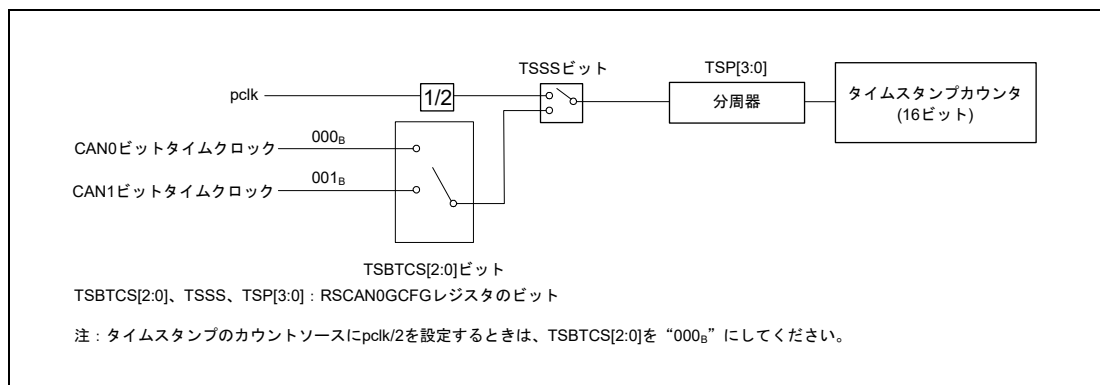 TSSSビット
TSP[3:0]
pclk
1/2
分周器
タイムスタンプカウンタ
(16ビット)
CAN0ビットタイムクロック
000B
CAN1ビットタイムクロック
001B
TSBTCS[2:0]ビット
TSBTCS[2:0]、TSSS、TSP[3:0]：RSCAN0GCFGレジスタのビット
注：タイムスタンプのカウントソースにpclk/2を設定するときは、TSBTCS[2:0]を“000B”にしてください。